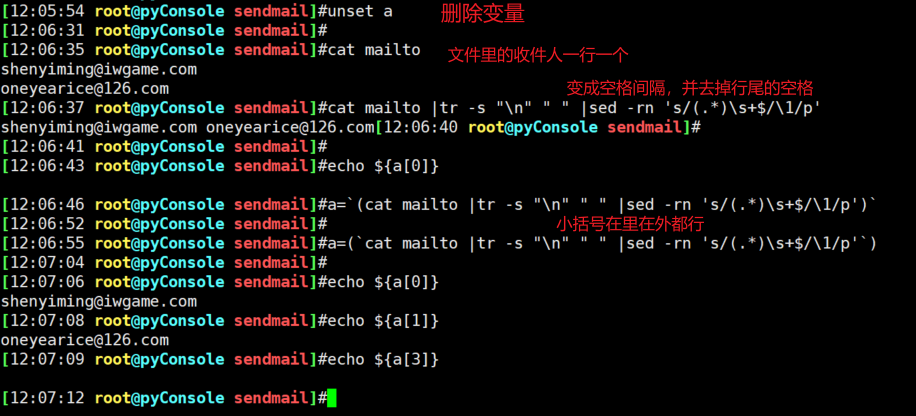 [12:05:54 root@pyConsole sendmail]#unset a 删除变量
[12:06:31 root@pyConsole sendmail]#
[12:06:35 root@pyConsole sendmail]#cat mailto 文件里的收件人一行一个
shenyiming@iwgame.com
oneyearice@126.com 变成空格间隔，并去掉行尾的空格
[12:06:37 root@pyConsole sendmail]#cat mailto |tr -s "\n" " " |sed -rn 's/(.*)\s+$/\1/p'
shenyiming@iwgame.com oneyearice@126.com[12:06:40 root@pyConsole sendmail]#
[12:06:41 root@pyConsole sendmail]#
[12:06:43 root@pyConsole sendmail]#echo ${a[0]}
[12:06:46 root@pyConsole sendmail]#a=`(cat mailto |tr -s "\n" " " |sed -rn 's/(.*)\s+$/\1/p')`
[12:06:52 root@pyConsole sendmail]# 小括号在里在外都行
[12:06:55 root@pyConsole sendmail]#a=(`cat mailto |tr -s "\n" " " |sed -rn 's/(.*)\s+$/\1/p'`)
[12:07:04 root@pyConsole sendmail]#
[12:07:06 root@pyConsole sendmail]#echo ${a[0]}
shenyiming@iwgame.com
[12:07:08 root@pyConsole sendmail]#echo ${a[1]}
oneyearice@126.com
[12:07:09 root@pyConsole sendmail]#echo ${a[3]}
[12:07:12 root@pyConsole sendmail]#